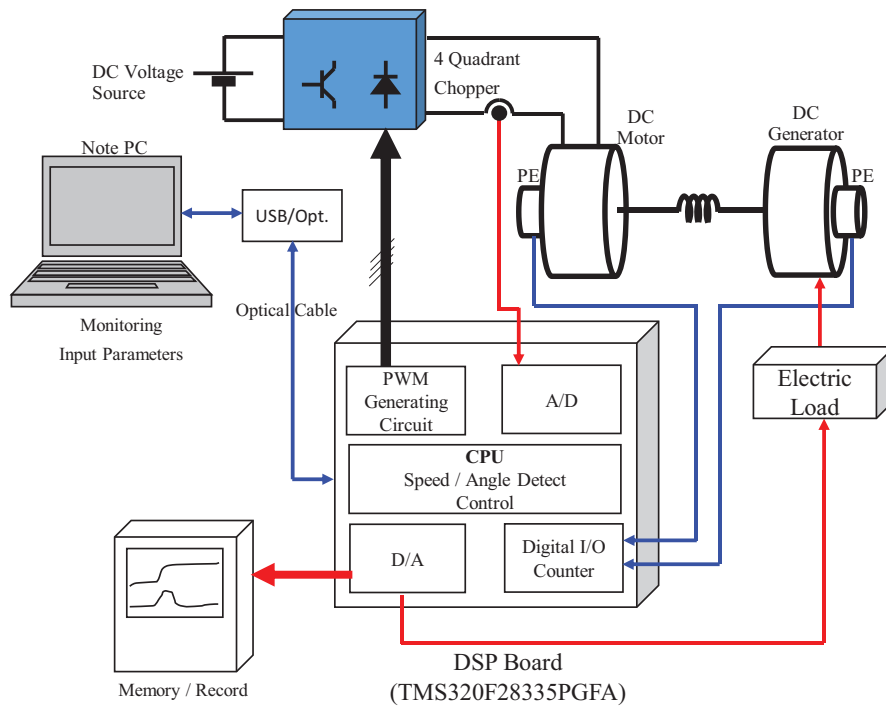 DC Voltage
Source
4 Quadrant
Chopper
DC
Motor
DC
Generator
Note PC
PE
PE
USB/Opt.
Optical Cable
Monitoring
Input Parameters
PWM
Generating
Circuit
A/D
Electric
Load
CPU
Speed / Angle Detect
Control
D/A
Digital I/O
Counter
DSP Board
(TMS320F28335PGFA)
Memory / Record